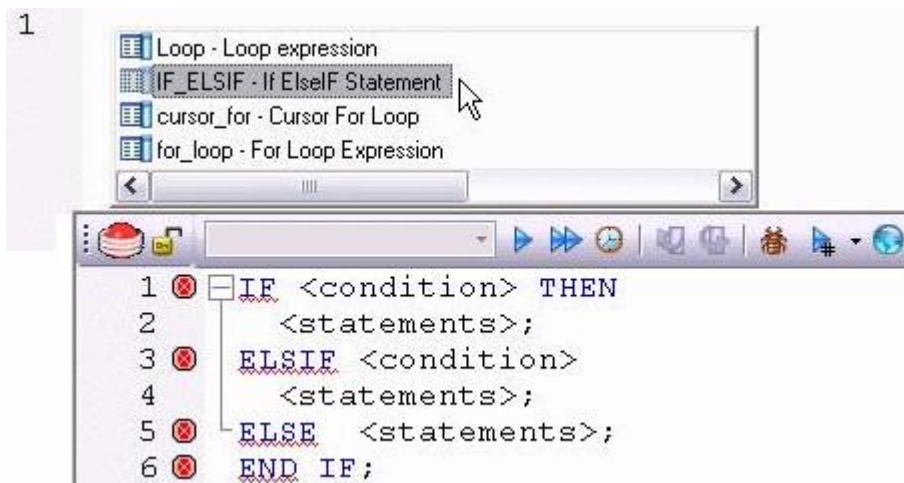 1
Loop - Loop expression
IF_ELSIF - If ElseIF Statement
cursor_for - Cursor For Loop
for_loop - For Loop Expression
1 IF <condition> THEN
2 <statements>;
3 ELSIF <condition>
4 <statements>;
5 ELSE <statements>;
6 END IF;